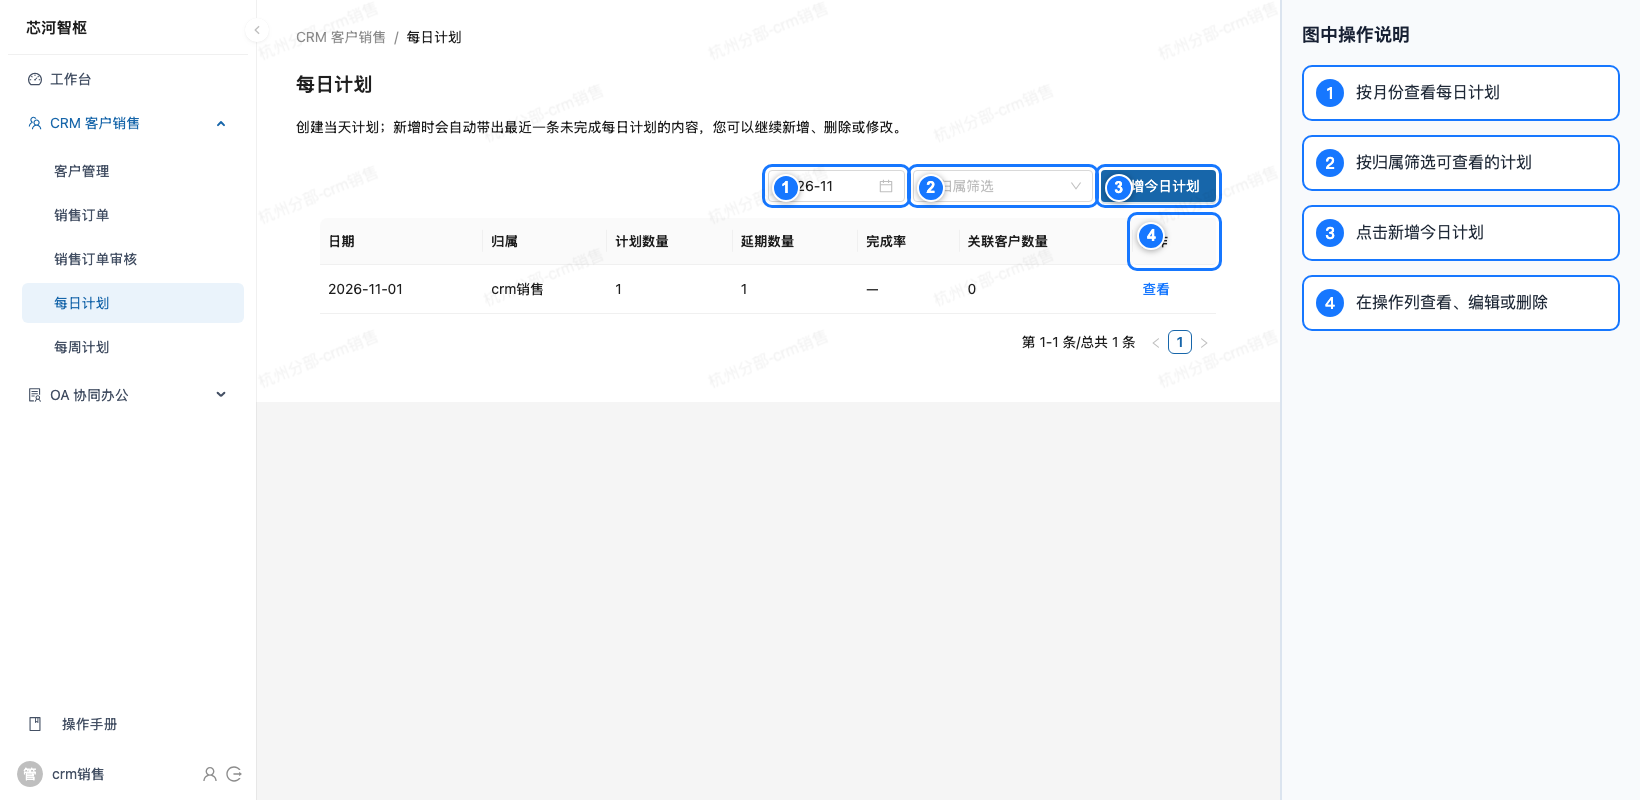 芯河智枢
工作台
CRM 客户销售
客户管理
销售订单
销售订单审核
每日计划
每周计划
OA 协同办公
操作手册
管 crm销售
CRM 客户销售 / 每日计划
每日计划
创建当天计划；新增时会自动带出最近一条未完成每日计划的内容，您可以继续新增、删除或修改。
1 26-11 2 归属筛选 3 增今日计划
日期 归属 计划数量 延期数量 完成率 关联客户数量 4
2026-11-01 crm销售 1 1 — 0 查看
第 1-1 条/总共 1 条 < 1 >
杭州分部-crm销售
图中操作说明
1 按月份查看每日计划
2 按归属筛选可查看的计划
3 点击新增今日计划
4 在操作列查看、编辑或删除